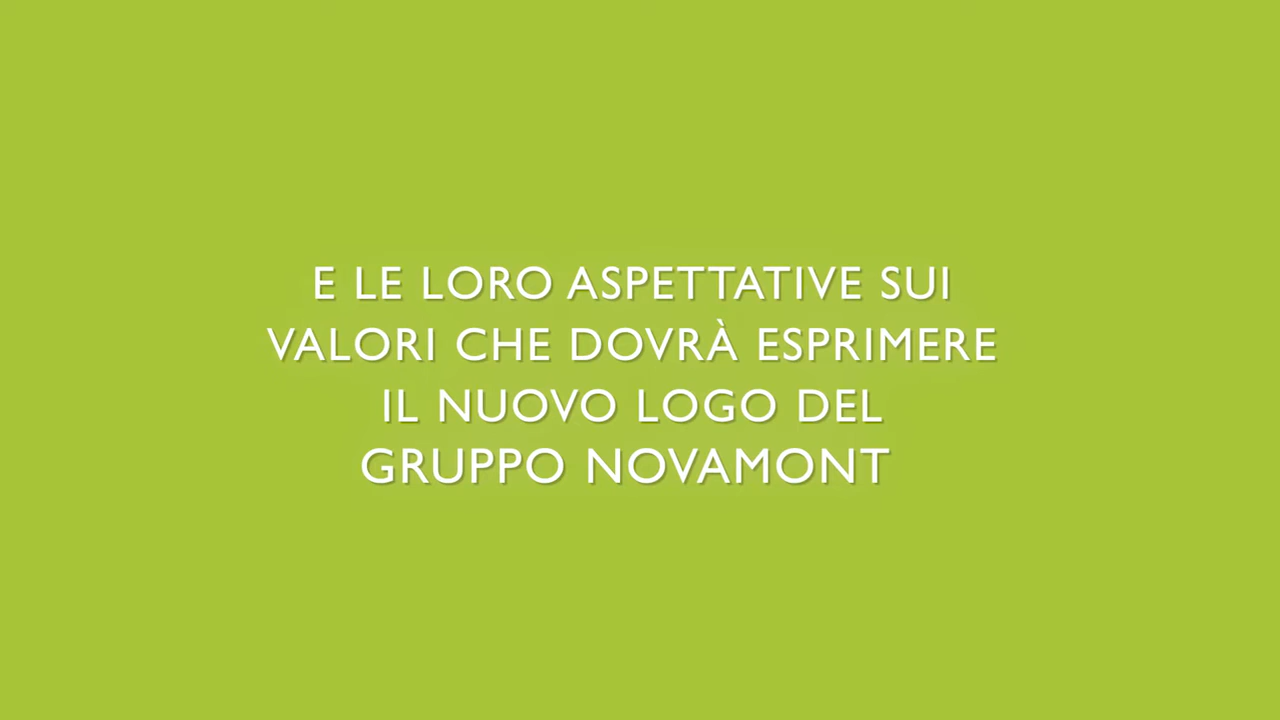 E LE LORO ASPETTATIVE SUI
VALORI CHE DOVRÀ ESPRIMERE
IL NUOVO LOGO DEL
GRUPPO NOVAMONT